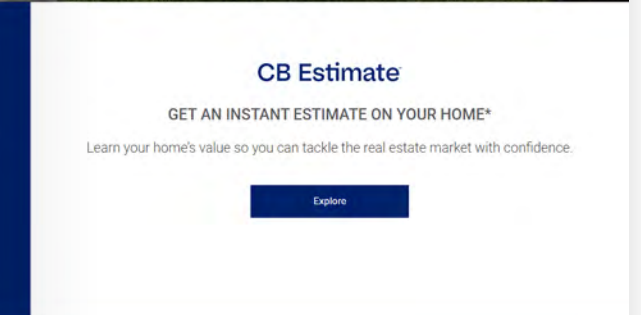 CB Estimate
GET AN INSTANT ESTIMATE ON YOUR HOME*
Learn your home's value so you can tackle the real estate market with confidence.
Explore